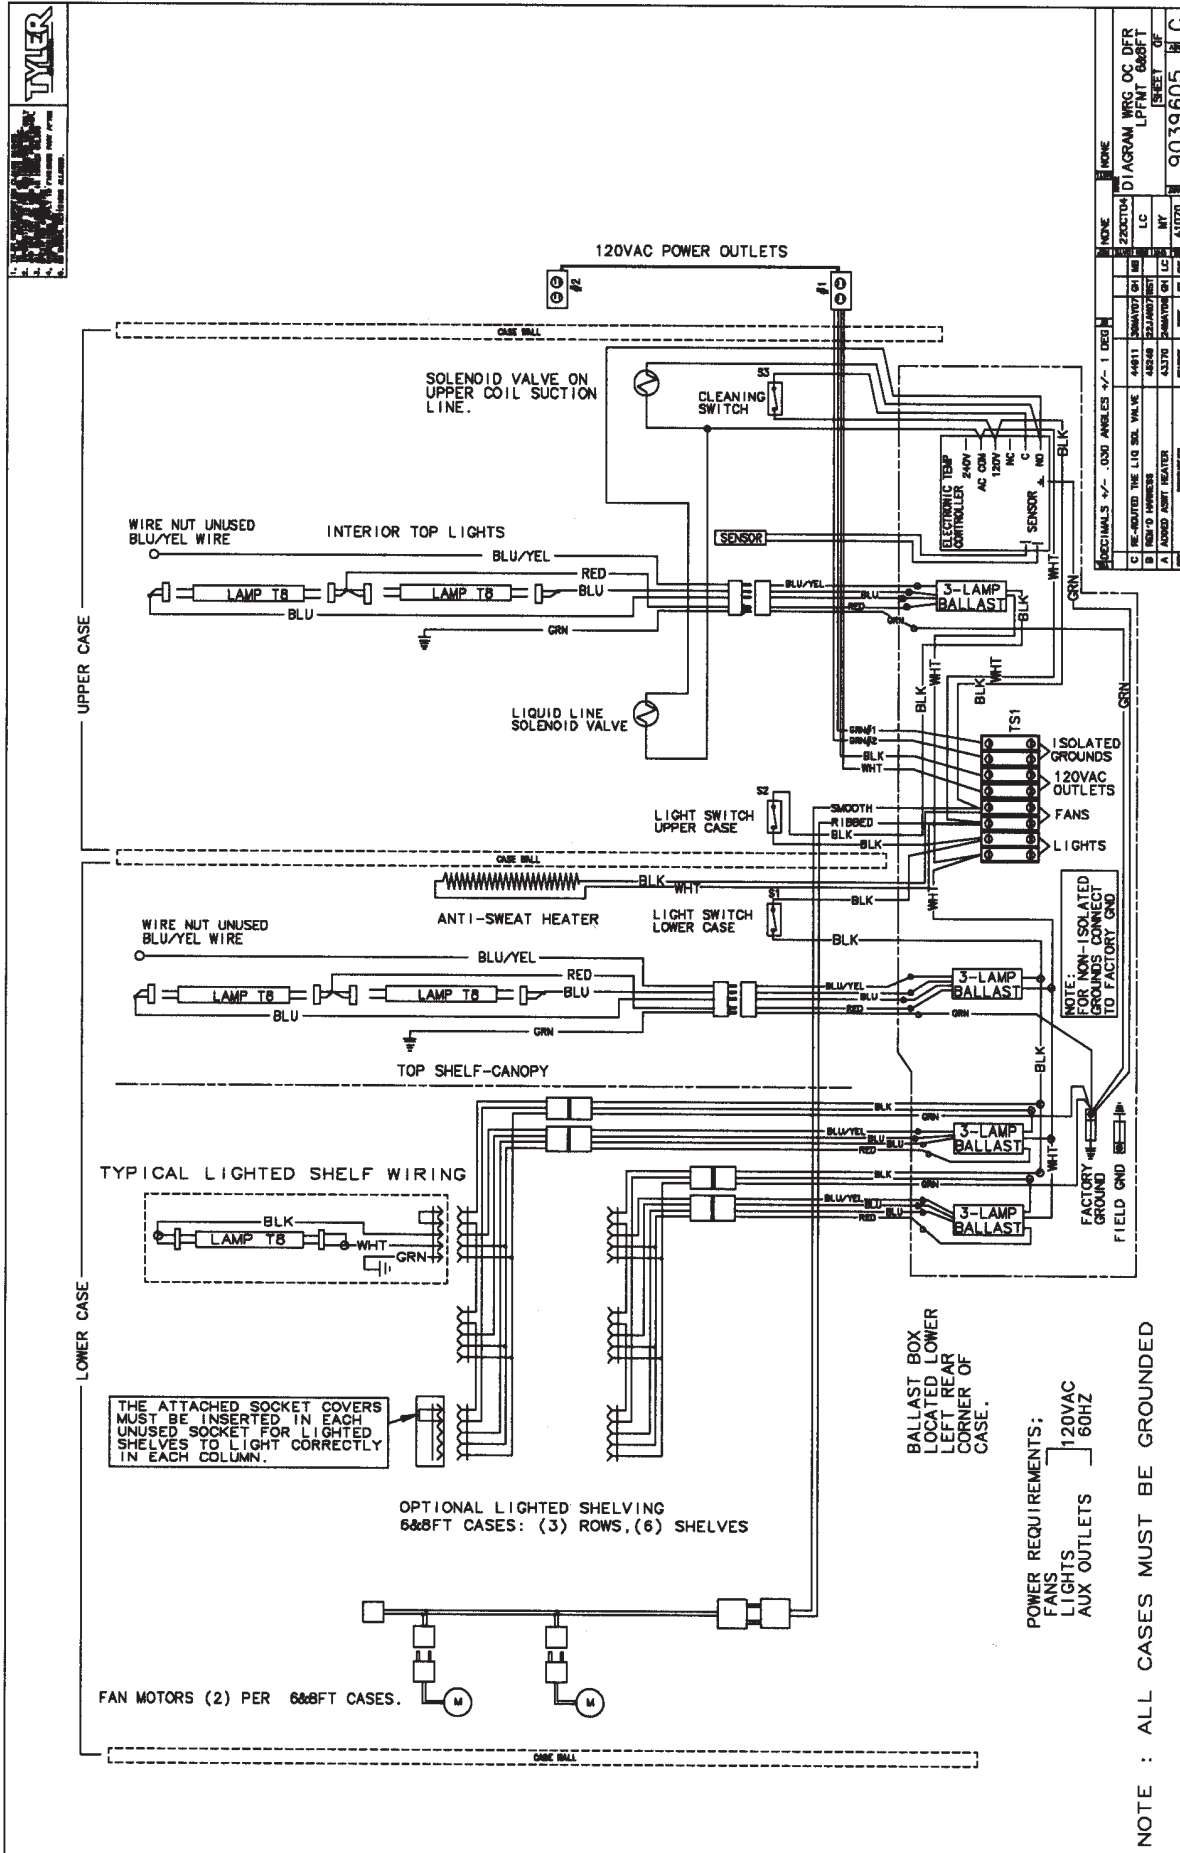 TYLER
120VAC POWER OUTLETS
#2
#1
CASE WALL
UPPER CASE
SOLENOID VALVE ON
UPPER COIL SUCTION
LINE.
S3
CLEANING
SWITCH
ELECTRONIC TEMP
CONTROLLER
240V
AC COM
120V
NC
C
NO
SENSOR
BLK
SENSOR
WIRE NUT UNUSED
BLU/YEL WIRE
INTERIOR TOP LIGHTS
BLU/YEL
RED
BLU
LAMP T8
LAMP T8
BLU
GRN
BLU/YEL
BLU
RED
GRN
3-LAMP
BALLAST
BLK
WHT
GRN
LIQUID LINE
SOLENOID VALVE
BLK
WHT
BLK
WHT
GRN
TS1
GRN#1
GRN#2
BLK
WHT
SMOOTH
RIBBED
BLK
BLK
ISOLATED
GROUNDS
120VAC
OUTLETS
FANS
LIGHTS
S2
LIGHT SWITCH
UPPER CASE
CASE WALL
LOWER CASE
BLK
WHT
ANTI-SWEAT HEATER
S1
LIGHT SWITCH
LOWER CASE
BLK
BLK
WHT
NOTE:
FOR NON-ISOLATED
GROUNDS CONNECT
TO FACTORY GND
WIRE NUT UNUSED
BLU/YEL WIRE
BLU/YEL
RED
BLU
LAMP T8
LAMP T8
BLU
GRN
BLU/YEL
BLU
RED
GRN
3-LAMP
BALLAST
BLK
TOP SHELF-CANOPY
BLK
GRN
BLU/YEL
BLU
BLU
RED
3-LAMP
BALLAST
WHT
TYPICAL LIGHTED SHELF WIRING
BLK
LAMP T8
WHT
GRN
BLK
GRN
BLU/YEL
BLU
BLU
RED
3-LAMP
BALLAST
FACTORY
GROUND
FIELD GND
THE ATTACHED SOCKET COVERS
MUST BE INSERTED IN EACH
UNUSED SOCKET FOR LIGHTED
SHELVES TO LIGHT CORRECTLY
IN EACH COLUMN.
BALLAST BOX
LOCATED LOWER
LEFT REAR
CORNER OF
CASE.
OPTIONAL LIGHTED SHELVING
6&8FT CASES: (3) ROWS,(6) SHELVES
POWER REQUIREMENTS:
FANS
LIGHTS
AUX OUTLETS
120VAC
60HZ
FAN MOTORS (2) PER 6&8FT CASES.
M
M
CASE WALL
NOTE : ALL CASES MUST BE GROUNDED
DECIMALS +/- .030 ANGLES +/- 1 DEG
NONE
NONE
C RE-ROUTED THE LIQ SOL VALVE 44811 30MAY07 GH
B REM'D HARNESS
A ADDED ASWT HEATER 43370
22OCT04
LC
MY
DIAGRAM WRG OC DFR
LPFMT 6&8FT
SHEET OF
9039605 C